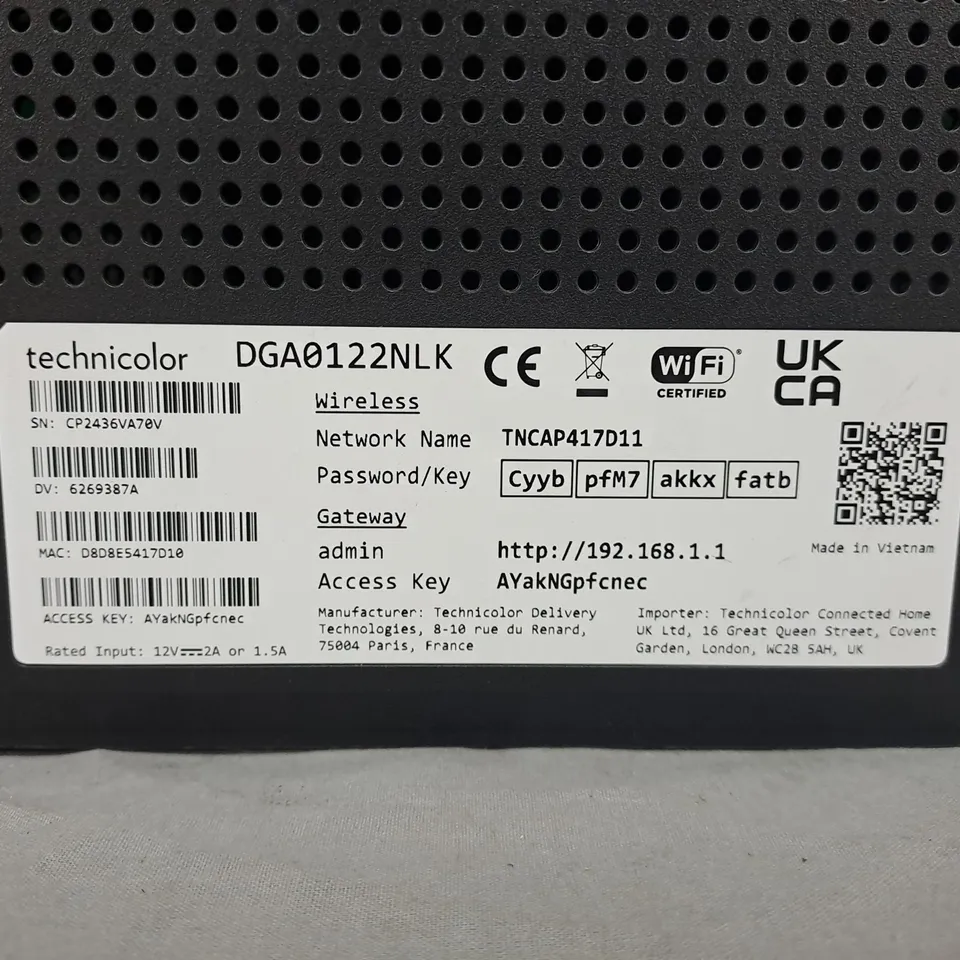 technicolor DGA0122NLK CE WiFi® CERTIFIED UK CA
SN: CP2436VA70V
DV: 6269387A
MAC: D8D8E5417D10
ACCESS KEY: AYakNGpfcnec
Rated Input: 12V⎓2A or 1.5A
Wireless
Network Name TNCAP417D11
Password/Key Cyyb pfM7 akkx fatb
Gateway
admin http://192.168.1.1
Access Key AYakNGpfcnec
Made in Vietnam
Manufacturer: Technicolor Delivery
Technologies, 8-10 rue du Renard,
75004 Paris, France
Importer: Technicolor Connected Home
UK Ltd, 16 Great Queen Street, Covent
Garden, London, WC2B 5AH, UK